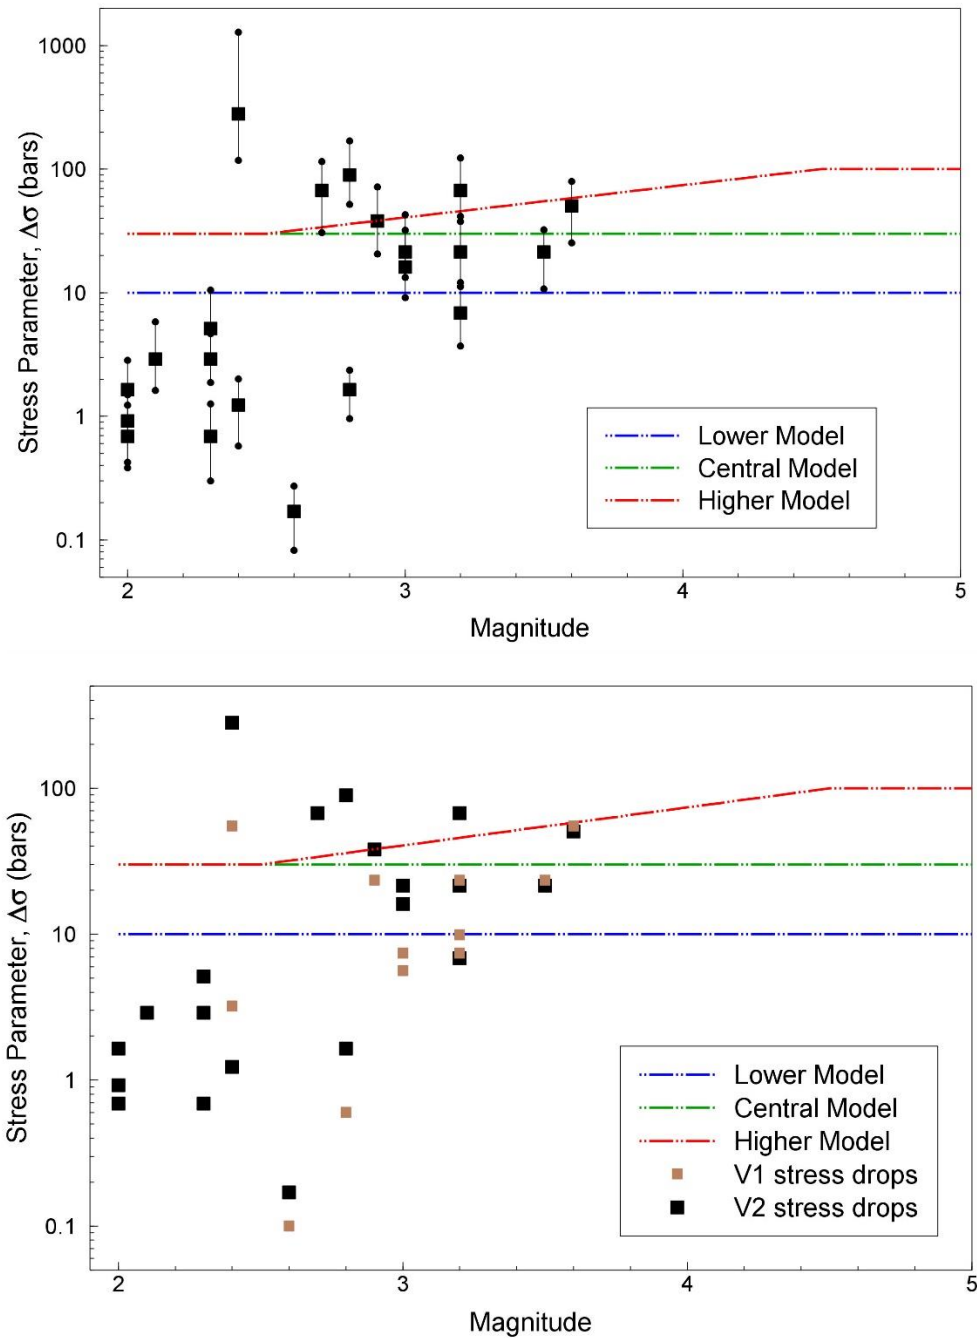 1000
100
10
1
0.1
Stress Parameter, Δσ (bars)
Lower Model
Central Model
Higher Model
2 3 4 5
Magnitude
100
10
1
0.1
Stress Parameter, Δσ (bars)
Lower Model
Central Model
Higher Model
V1 stress drops
V2 stress drops
2 3 4 5
Magnitude